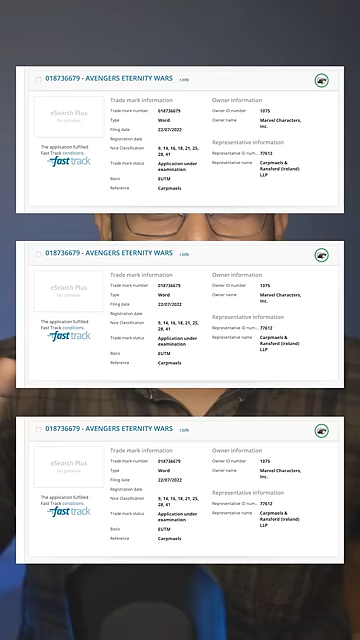 018736679 - AVENGERS ETERNITY WARS + info
eSearch Plus
No preview
The application fulfilled
Fast Track conditions.
fast track
Trade mark information
Trade mark number 018736679
Type Word
Filing date 22/07/2022
Registration date
Nice Classification 9, 14, 16, 18, 21, 25,
28, 41
Trade mark status Application under
examination
Basis EUTM
Reference Carpmaels
Owner information
Owner ID number 1075
Owner name Marvel Characters,
Inc.
Representative information
Representative ID num... 77612
Representative name Carpmaels &
Ransford (Ireland)
LLP
018736679 - AVENGERS ETERNITY WARS + info
eSearch Plus
No preview
The application fulfilled
Fast Track conditions.
fast track
Trade mark information
Trade mark number 018736679
Type Word
Filing date 22/07/2022
Registration date
Nice Classification 9, 14, 16, 18, 21, 25,
28, 41
Trade mark status Application under
examination
Basis EUTM
Reference Carpmaels
Owner information
Owner ID number 1075
Owner name Marvel Characters,
Inc.
Representative information
Representative ID num... 77612
Representative name Carpmaels &
Ransford (Ireland)
LLP
018736679 - AVENGERS ETERNITY WARS + info
eSearch Plus
No preview
The application fulfilled
Fast Track conditions.
fast track
Trade mark information
Trade mark number 018736679
Type Word
Filing date 22/07/2022
Registration date
Nice Classification 9, 14, 16, 18, 21, 25,
28, 41
Trade mark status Application under
examination
Basis EUTM
Reference Carpmaels
Owner information
Owner ID number 1075
Owner name Marvel Characters,
Inc.
Representative information
Representative ID num... 77612
Representative name Carpmaels &
Ransford (Ireland)
LLP